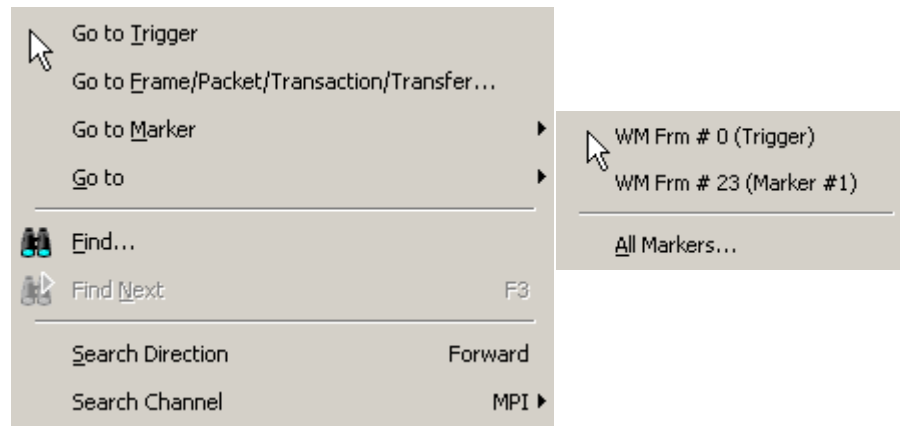 Go to Trigger
Go to Frame/Packet/Transaction/Transfer...
Go to Marker
Go to
Find...
Find Next F3
Search Direction Forward
Search Channel MPI
WM Frm # 0 (Trigger)
WM Frm # 23 (Marker #1)
All Markers...